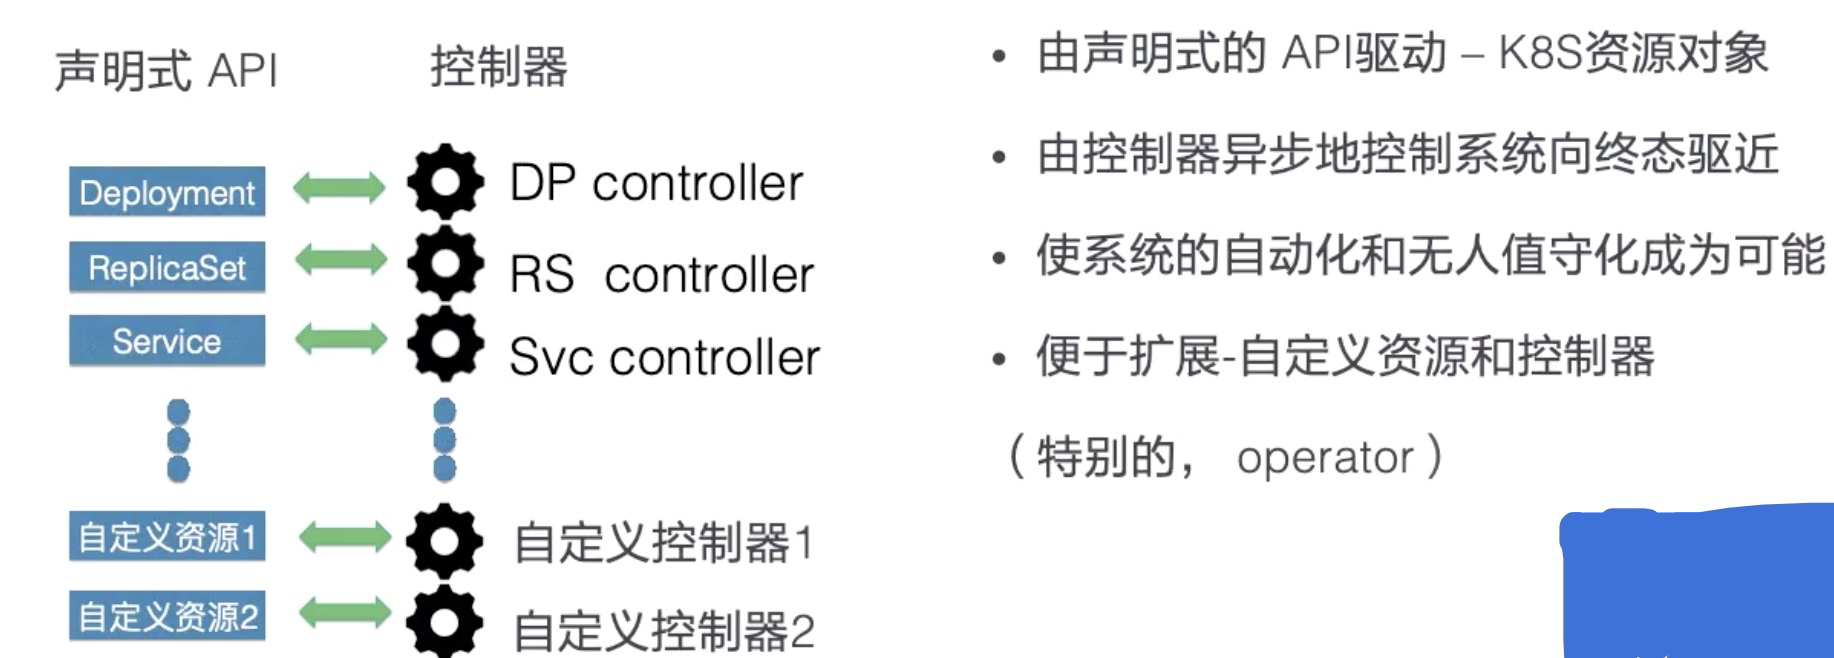 声明式 API 控制器
Deployment DP controller
ReplicaSet RS controller
Service Svc controller
自定义资源1 自定义控制器1
自定义资源2 自定义控制器2
• 由声明式的 API驱动 – K8S资源对象
• 由控制器异步地控制系统向终态驱近
• 使系统的自动化和无人值守化成为可能
• 便于扩展-自定义资源和控制器
（特别的， operator）